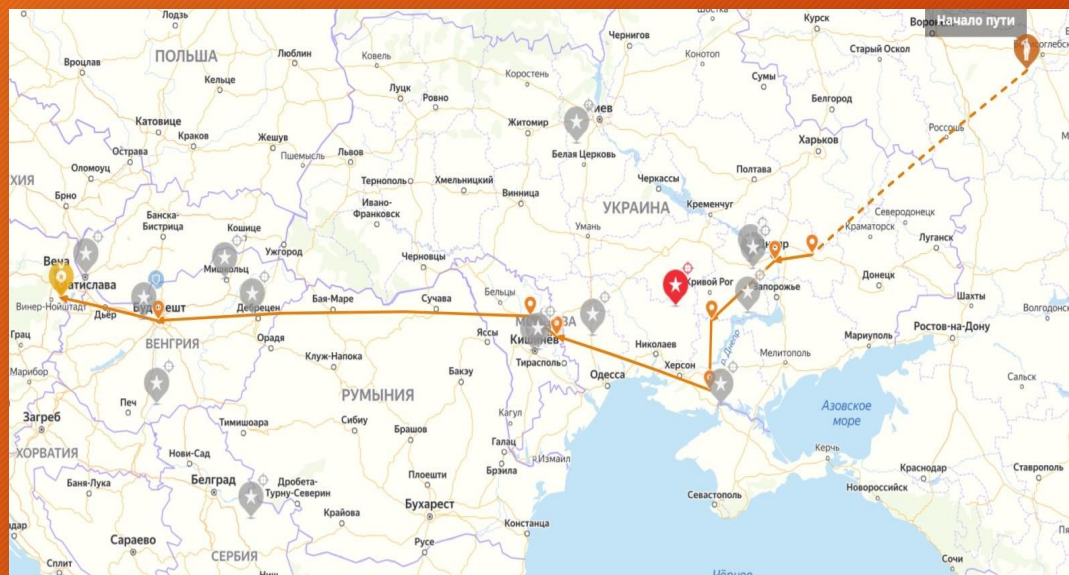 Лодзь
Шостка
Курск
Начало пути
Чернигов
ПОЛЬША
Люблин
Ковель
Конотоп
Старый Оскол
Вроцлав
Сумы
Кельце
Коростень
Луцк
Ровно
Белгород
Катовице
Житомир
Краков
Жешув
Россошь
Харьков
Острава
Пшемысль
Львов
Белая Церковь
Оломоуц
Полтава
Тернополь
Хмельницкий
Черкассы
Брно
Винница
Ивано-
Франковск
УКРАИНА
Кременчуг
Банска-
Бистрица
Северодонецк
Кошице
Умань
Краматорск
Ужгород
Луганск
Черновцы
Мишкольц
Донецк
Бельцы
Кривой Рог
Винер-Нойштадт
Дьёр
Дебрецен
Бая-Маре
Сучава
Шахты
Волгодонск
Грац
Яссы
Кишинёв
Николаев
р. Днепр
Мариуполь
Ростов-на-Дону
ВЕНГРИЯ
Орадя
Клуж-Напока
Тирасполь
Мелитополь
Марибор
Бакэу
Одесса
Херсон
Сальск
Печ
РУМЫНИЯ
Азовское
море
Загреб
Тимишоара
Сибиу
Брашов
Кагул
Галац
ХОРВАТИЯ
Нови-Сад
Измаил
Керчь
Брэила
Краснодар
Ставрополь
Баня-Лука
Белград
Дробета-
Турну-Северин
Плоешти
Новороссийск
Севастополь
Бухарест
Крайова
Констанца
Сараево
Русе
СЕРБИЯ
Сочи
Сплит
Чёрное